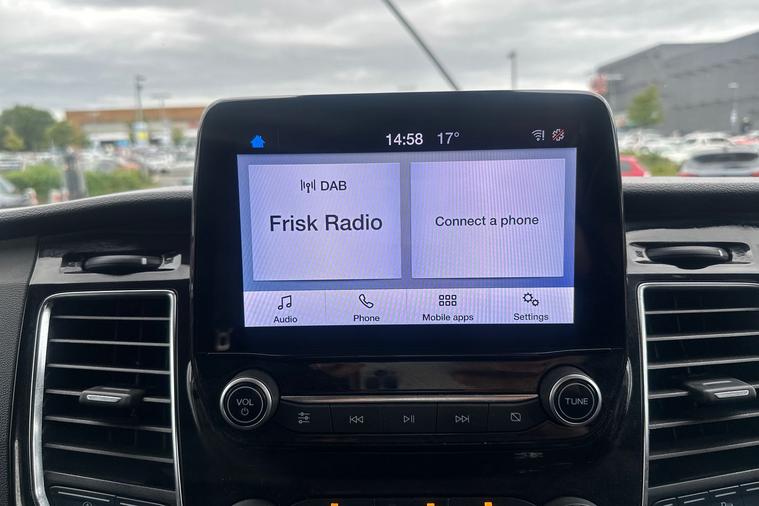 14:58 17°
DAB
Frisk Radio
Connect a phone
Audio
Phone
Mobile apps
Settings
VOL
TUNE